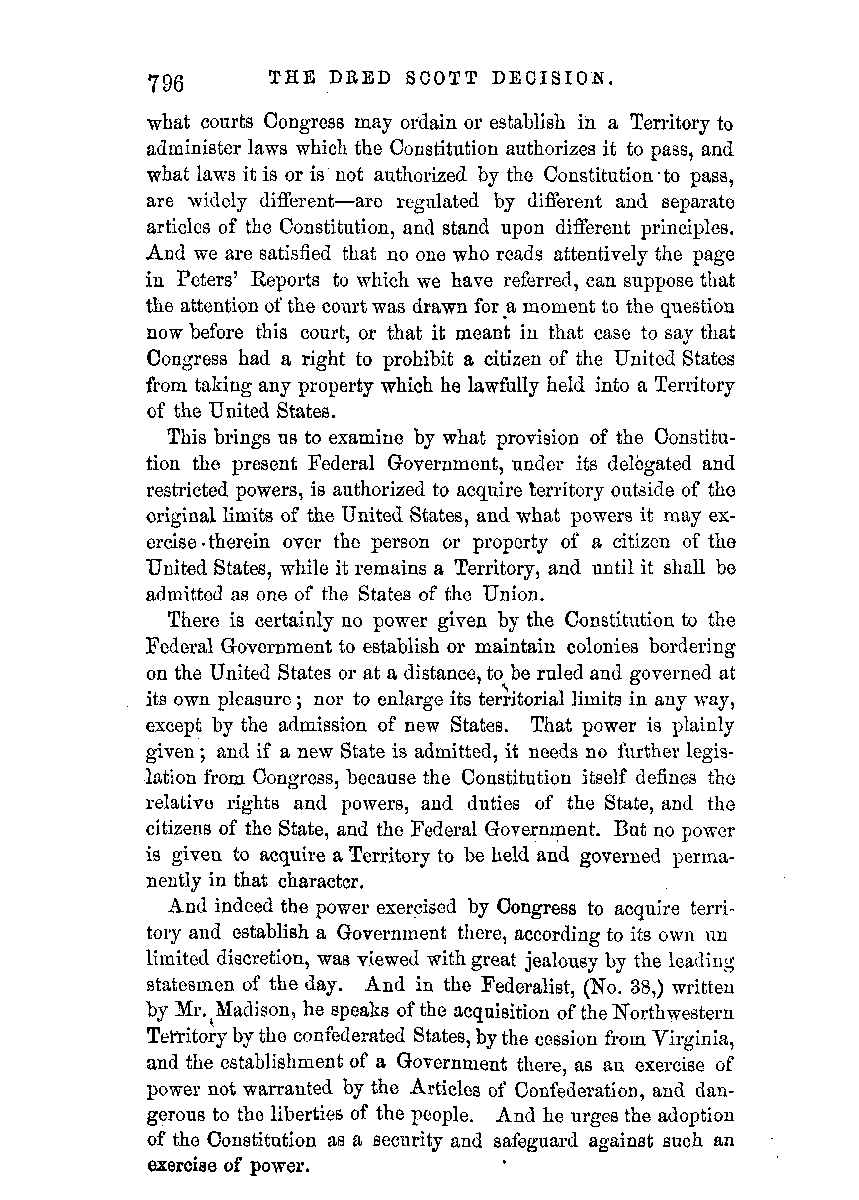 796 THE DRED SCOTT DECISION.
what courts Congress may ordain or establish in a Territory to
administer laws which the Constitution authorizes it to pass, and
what laws it is or is not authorized by the Constitution to pass,
are widely different—are regulated by different and separate
articles of the Constitution, and stand upon different principles.
And we are satisfied that no one who reads attentively the page
in Peters' Reports to which we have referred, can suppose that
the attention of the court was drawn for a moment to the question
now before this court, or that it meant in that case to say that
Congress had a right to prohibit a citizen of the United States
from taking any property which he lawfully held into a Territory
of the United States.
This brings us to examine by what provision of the Constitu-
tion the present Federal Government, under its delegated and
restricted powers, is authorized to acquire territory outside of the
original limits of the United States, and what powers it may ex-
ercise therein over the person or property of a citizen of the
United States, while it remains a Territory, and until it shall be
admitted as one of the States of the Union.
There is certainly no power given by the Constitution to the
Federal Government to establish or maintain colonies bordering
on the United States or at a distance, to be ruled and governed at
its own pleasure; nor to enlarge its territorial limits in any way,
except by the admission of new States. That power is plainly
given; and if a new State is admitted, it needs no further legis-
lation from Congress, because the Constitution itself defines the
relative rights and powers, and duties of the State, and the
citizens of the State, and the Federal Government. But no power
is given to acquire a Territory to be held and governed perma-
nently in that character.
And indeed the power exercised by Congress to acquire terri-
tory and establish a Government there, according to its own un
limited discretion, was viewed with great jealousy by the leading
statesmen of the day. And in the Federalist, (No. 38,) written
by Mr. Madison, he speaks of the acquisition of the Northwestern
Territory by the confederated States, by the cession from Virginia,
and the establishment of a Government there, as an exercise of
power not warranted by the Articles of Confederation, and dan-
gerous to the liberties of the people. And he urges the adoption
of the Constitution as a security and safeguard against such an
exercise of power.